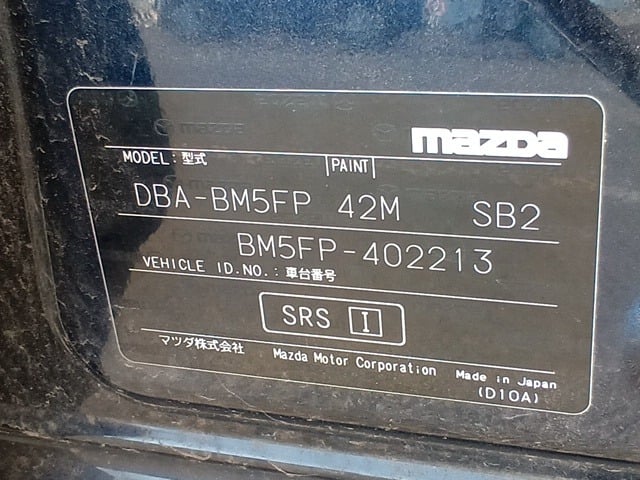 mazda
MODEL: 型式 PAINT
DBA-BM5FP 42M SB2
BM5FP-402213
VEHICLE ID.NO.: 車台番号
SRS I
マツダ株式会社 Mazda Motor Corporation Made in Japan
(D10A)